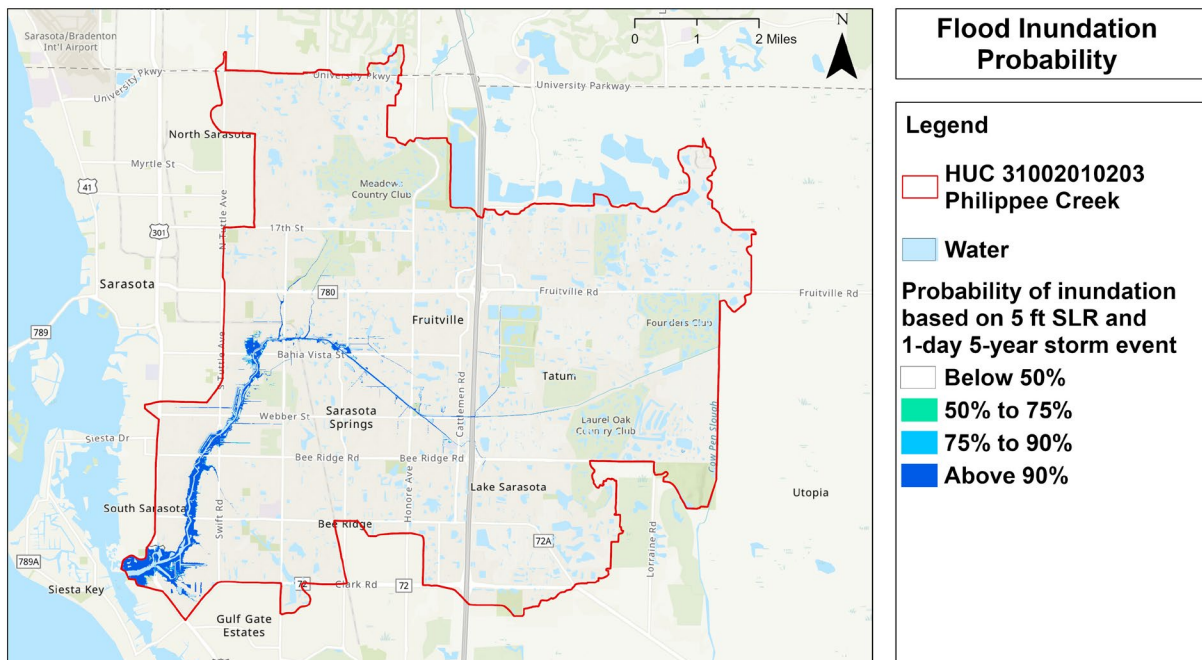 Sarasota/Bradenton
Int'l Airport
0 1 2 Miles
N
University Pkwy
University Pkwy
University Parkway
North Sarasota
Myrtle St
41
Meadow
Country Club
N Tuttle Ave
301
17th St
Sarasota
780
Fruitville Rd
Fruitville Rd
789
Fruitville
Founders Club
S Tuttle Ave
Bahia Vista St
Tatum
Cattlemen Rd
Webber St
Sarasota
Springs
Laurel Oak
Country Club
Siesta Dr
Cow Pen Slough
Bee Ridge Rd
Bee Ridge Rd
Honore Ave
Lake Sarasota
Utopia
South Sarasota
Swift Rd
Bee Ridge
72A
Lorraine Rd
789A
Siesta Key
72
Clark Rd
72
Gulf Gate
Estates
Flood Inundation
Probability
Legend
HUC 31002010203
Philippee Creek
Water
Probability of inundation
based on 5 ft SLR and
1-day 5-year storm event
Below 50%
50% to 75%
75% to 90%
Above 90%